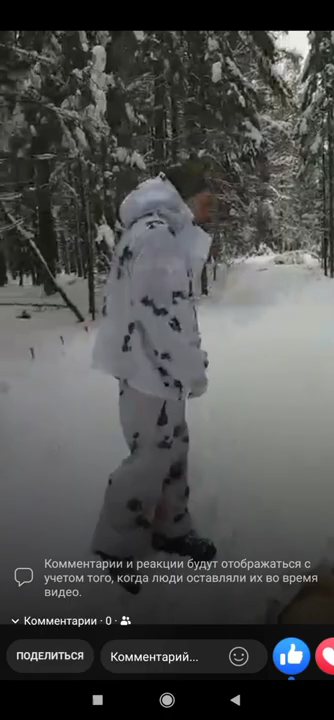 Комментарии и реакции будут отображаться с
учетом того, когда люди оставляли их во время
видео.
Комментарии · 0 ·
ПОДЕЛИТЬСЯ
Комментарий...